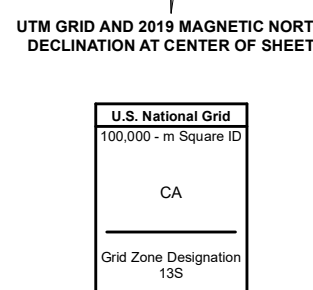 UTM GRID AND 2019 MAGNETIC NORT
DECLINATION AT CENTER OF SHEET
U.S. National Grid
100,000 - m Square ID
CA
Grid Zone Designation
13S